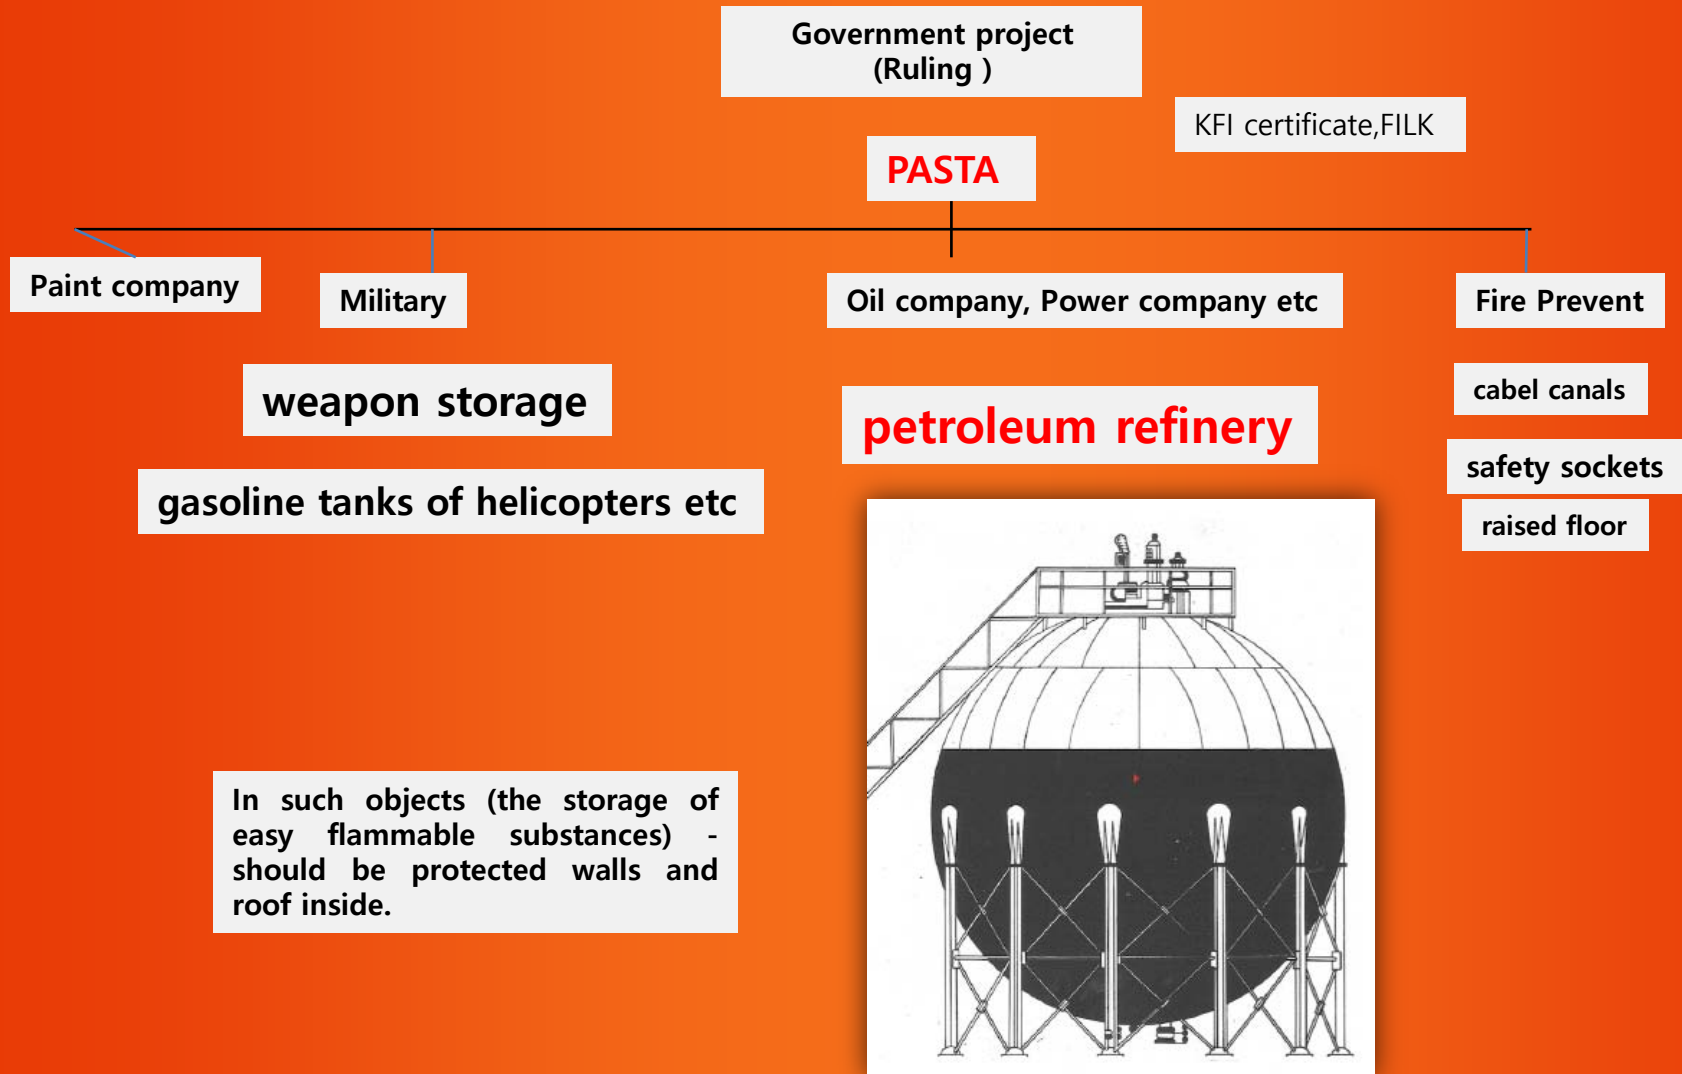 Government project
(Ruling )
KFI certificate,FILK
PASTA
Paint company
Military
Oil company, Power company etc
Fire Prevent
weapon storage
gasoline tanks of helicopters etc
petroleum refinery
cabel canals
safety sockets
raised floor
In such objects (the storage of
easy flammable substances) -
should be protected walls and
roof inside.